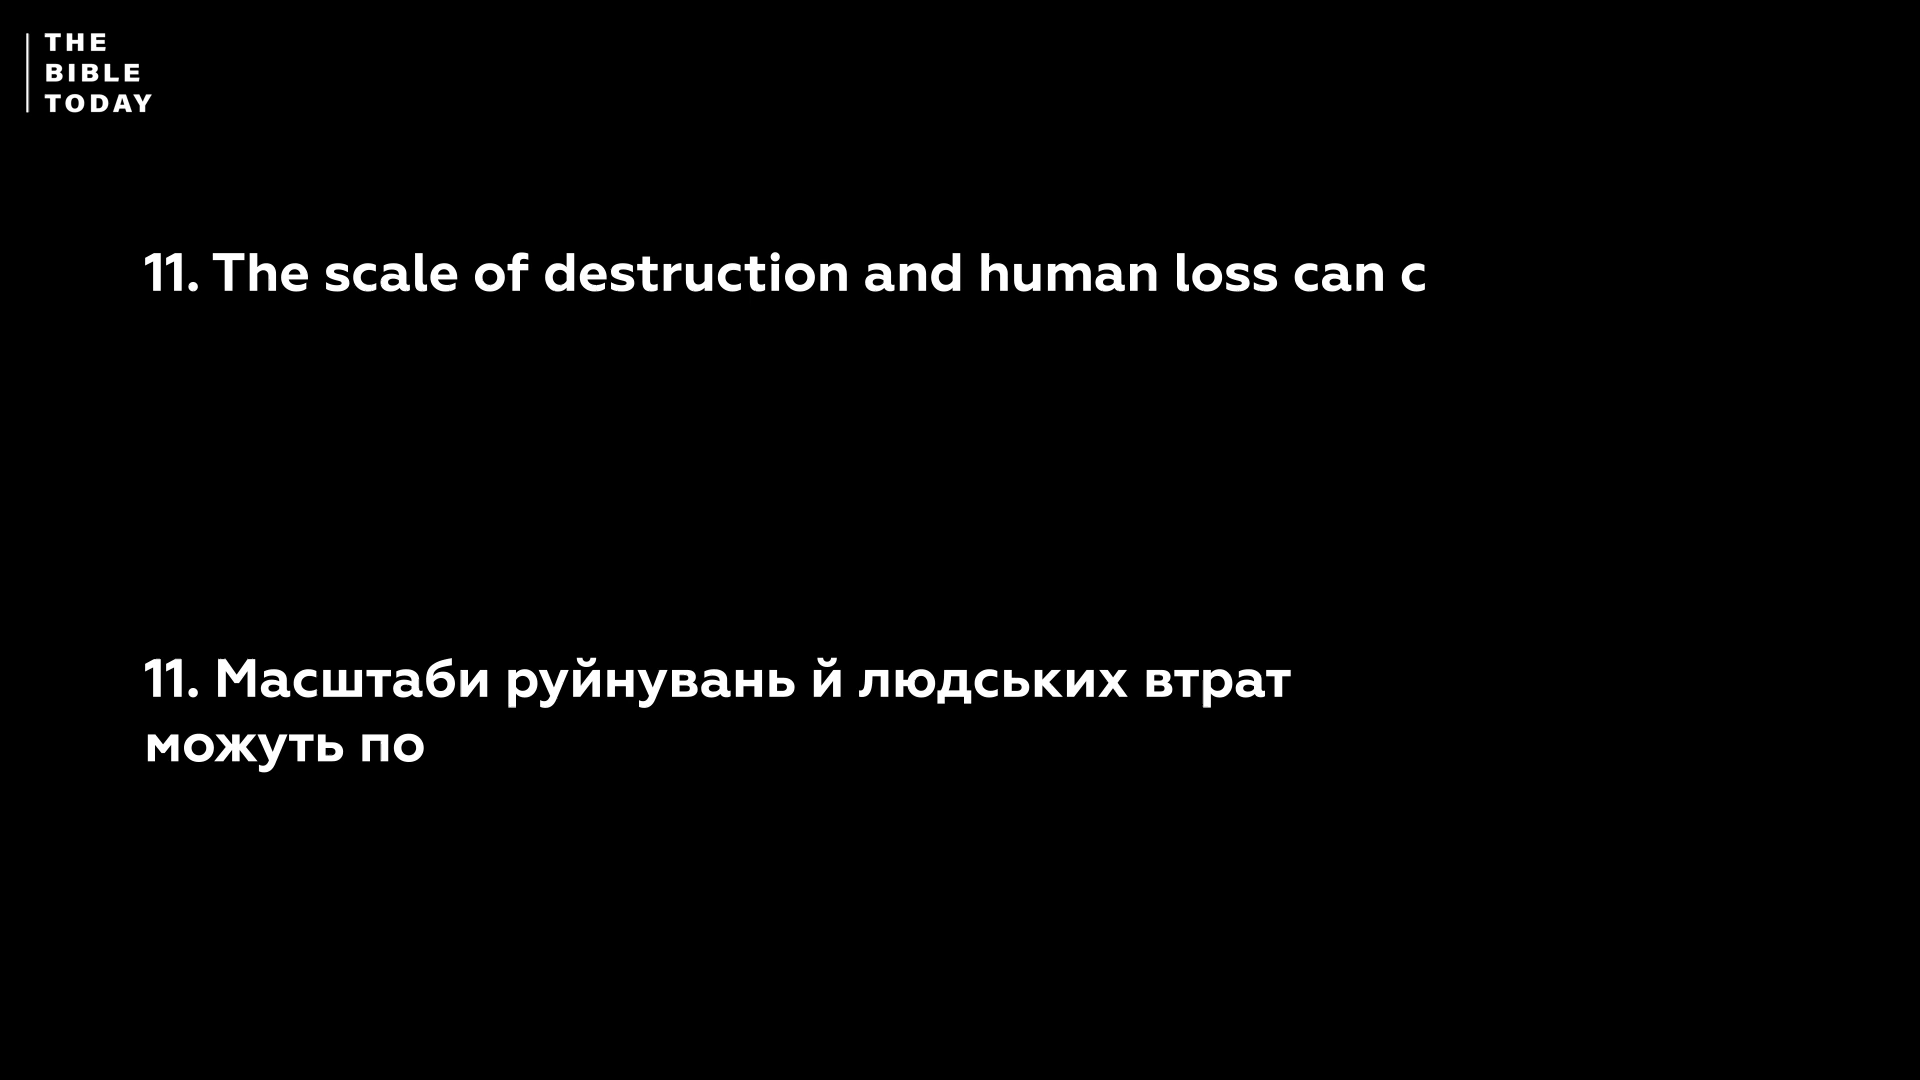 THE
BIBLE
TODAY
11. The scale of destruction and human loss can c
11. Масштаби руйнувань й людських втрат
можуть по